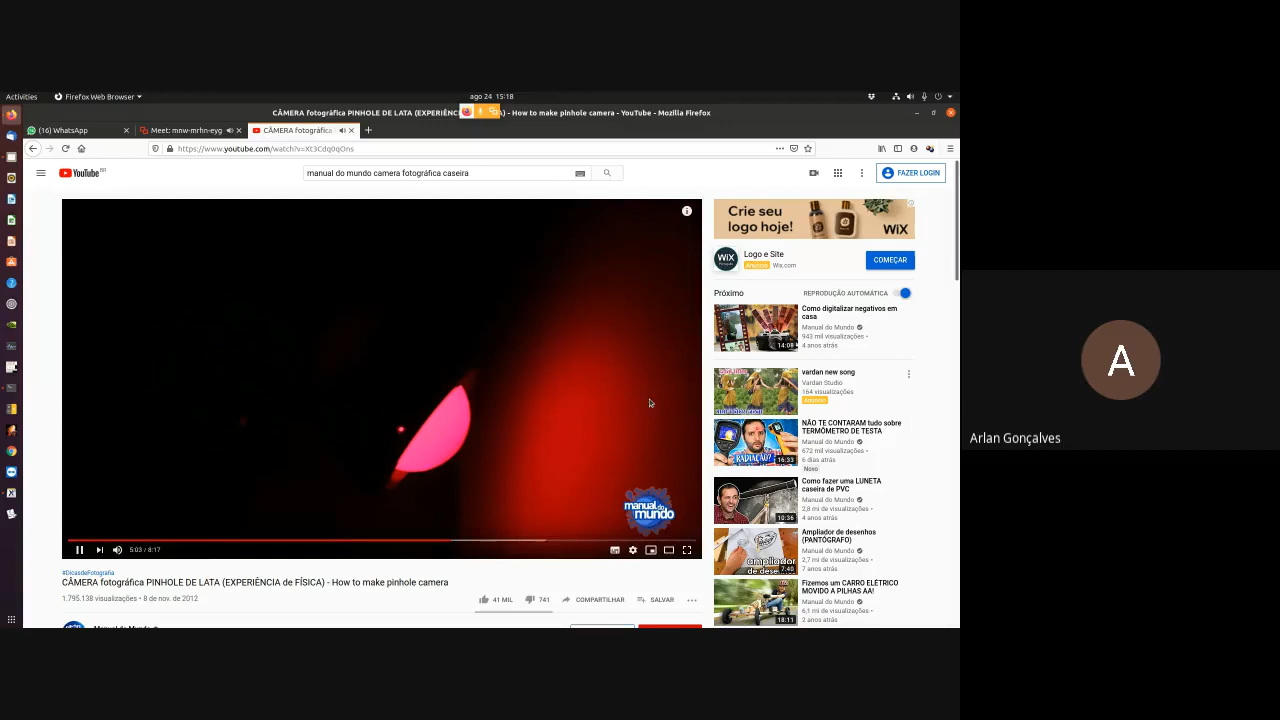 Activities
Firefox Web Browser
ago 24 15:18
CÂMERA fotográfica PINHOLE DE LATA (EXPERIÊNC A) - How to make pinhole camera - YouTube - Mozilla Firefox
(16) WhatsApp
Meet: mnw-mrhn-eyg
CÂMERA fotográfica
https://www.youtube.com/watch?v=Xt3Cdq0qOns
YouTube BR
manual do mundo camera fotográfica caseira
FAZER LOGIN
Crie seu
logo hoje!
WiX
WiX
Logo e Site
Anúncio Wix.com
COMEÇAR
Próximo
REPRODUÇÃO AUTOMÁTICA
Como digitalizar negativos em
casa
Manual do Mundo
943 mil visualizações •
4 anos atrás
14:08
vardan new song
Vardan Studio
164 visualizações
Anúncio
NÃO TE CONTARAM tudo sobre
TERMÔMETRO DE TESTA
Manual do Mundo
672 mil visualizações •
6 dias atrás
Novo
RADIAÇÃO?
16:33
Como fazer uma LUNETA
caseira de PVC
Manual do Mundo
2,8 mi de visualizações •
4 anos atrás
10:36
Ampliador de desenhos
(PANTÓGRAFO)
Manual do Mundo
2,7 mi de visualizações •
7 anos atrás
ampliador
7:40
Fizemos um CARRO ELÉTRICO
MOVIDO A PILHAS AA!
Manual do Mundo
6,1 mi de visualizações •
2 anos atrás
18:11
manual do
mundo
5:03 / 8:17
#DicasdeFotografia
CÂMERA fotográfica PINHOLE DE LATA (EXPERIÊNCIA de FÍSICA) - How to make pinhole camera
1.795.138 visualizações • 8 de nov. de 2012
41 MIL
741
COMPARTILHAR
SALVAR
Manual do Mundo
A
Arlan Gonçalves